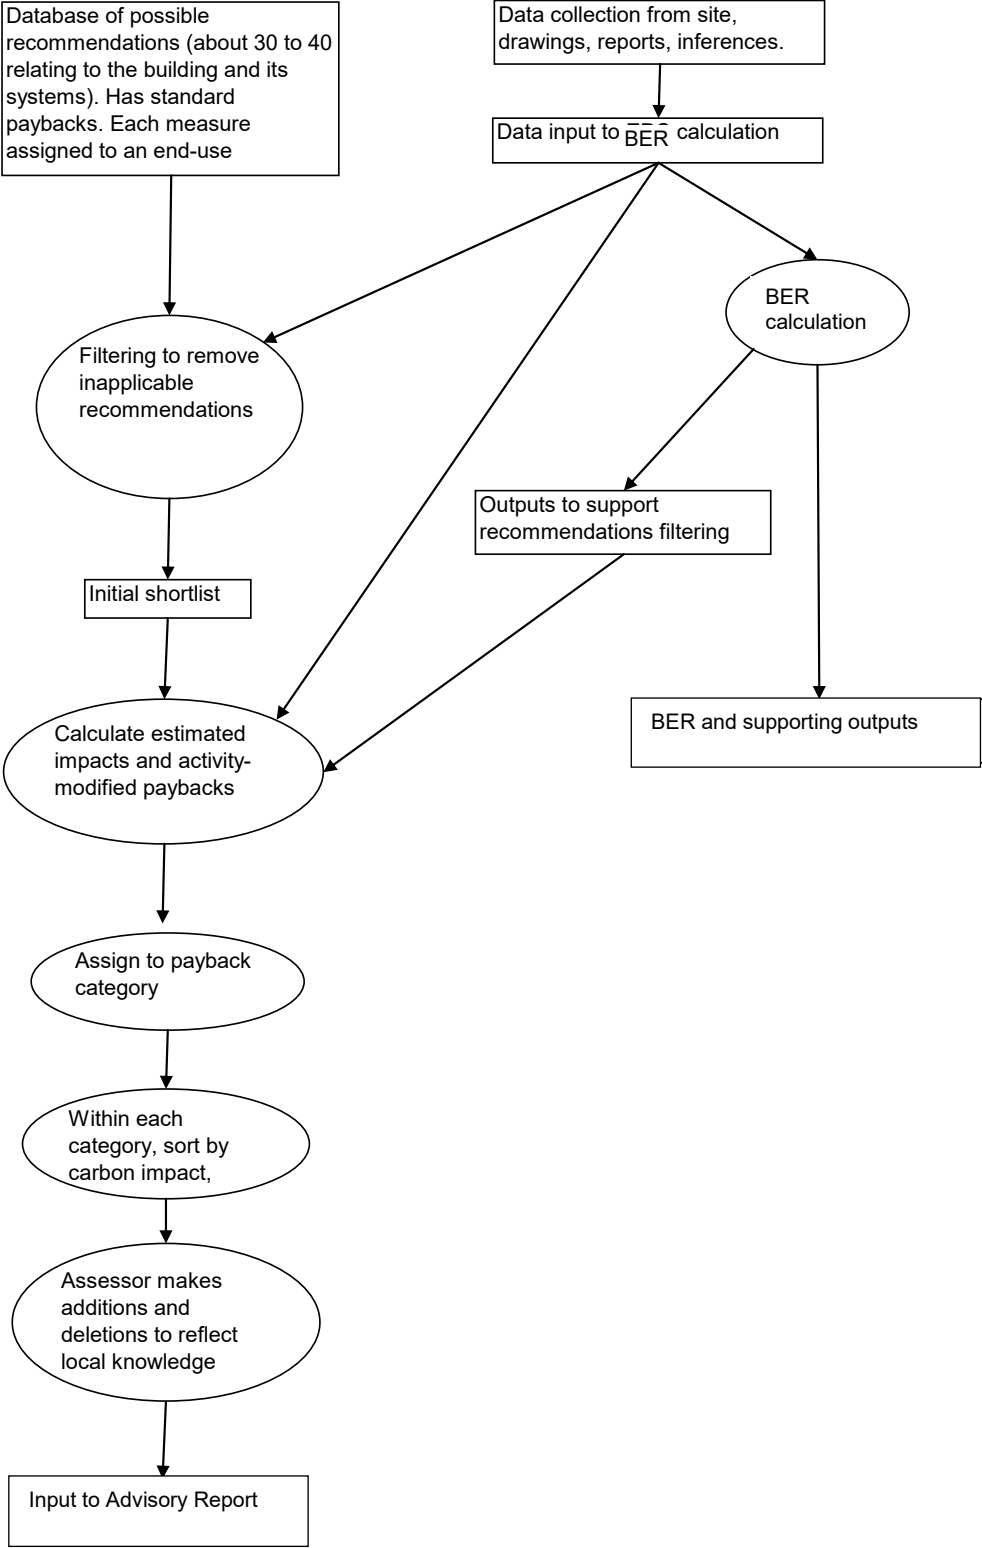 Database of possible
recommendations (about 30 to 40
relating to the building and its
systems). Has standard
paybacks. Each measure
assigned to an end-use
Data collection from site,
drawings, reports, inferences.
Data input to BER calculation
BER
calculation
Filtering to remove
inapplicable
recommendations
Outputs to support
recommendations filtering
Initial shortlist
Calculate estimated
impacts and activity-
modified paybacks
BER and supporting outputs
Assign to payback
category
Within each
category, sort by
carbon impact,
Assessor makes
additions and
deletions to reflect
local knowledge
Input to Advisory Report